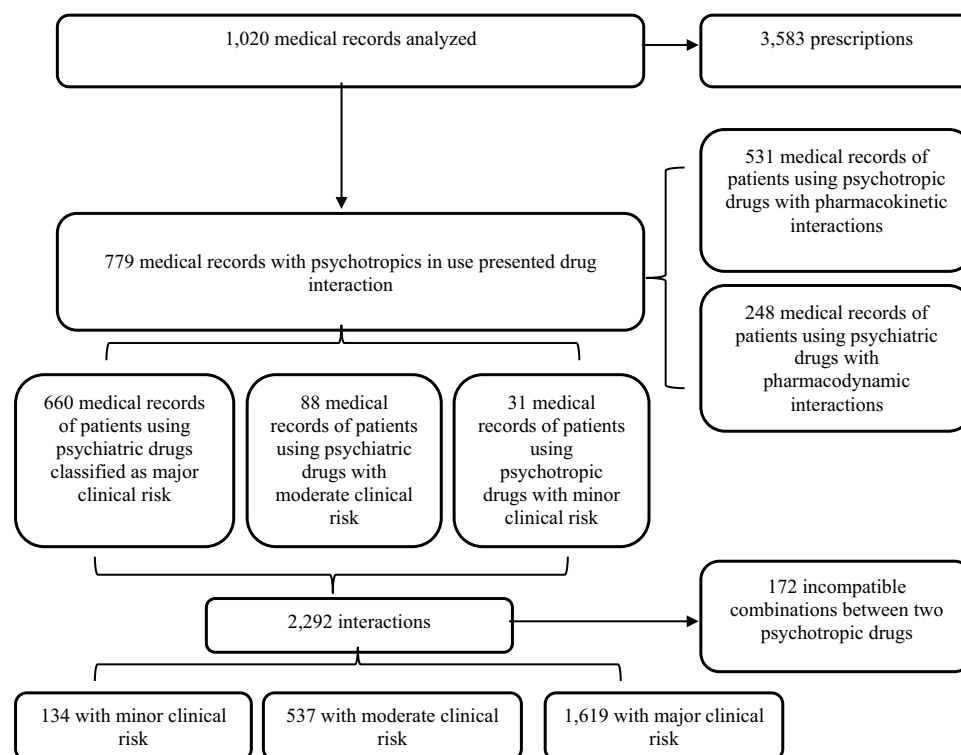 1,020 medical records analyzed
3,583 prescriptions
531 medical records of
patients using psychotropic
drugs with pharmacokinetic
interactions
779 medical records with psychotropics in use presented drug
interaction
248 medical records of
patients using psychiatric
drugs with
pharmacodynamic
interactions
660 medical records
of patients using
psychiatric drugs
classified as major
clinical risk
88 medical
records of patients
using psychiatric
drugs with
moderate clinical
risk
31 medical
records of patients
using
psychotropic
drugs with minor
clinical risk
2,292 interactions
172 incompatible
combinations between two
psychotropic drugs
134 with minor clinical
risk
537 with moderate clinical
risk
1,619 with major clinical
risk